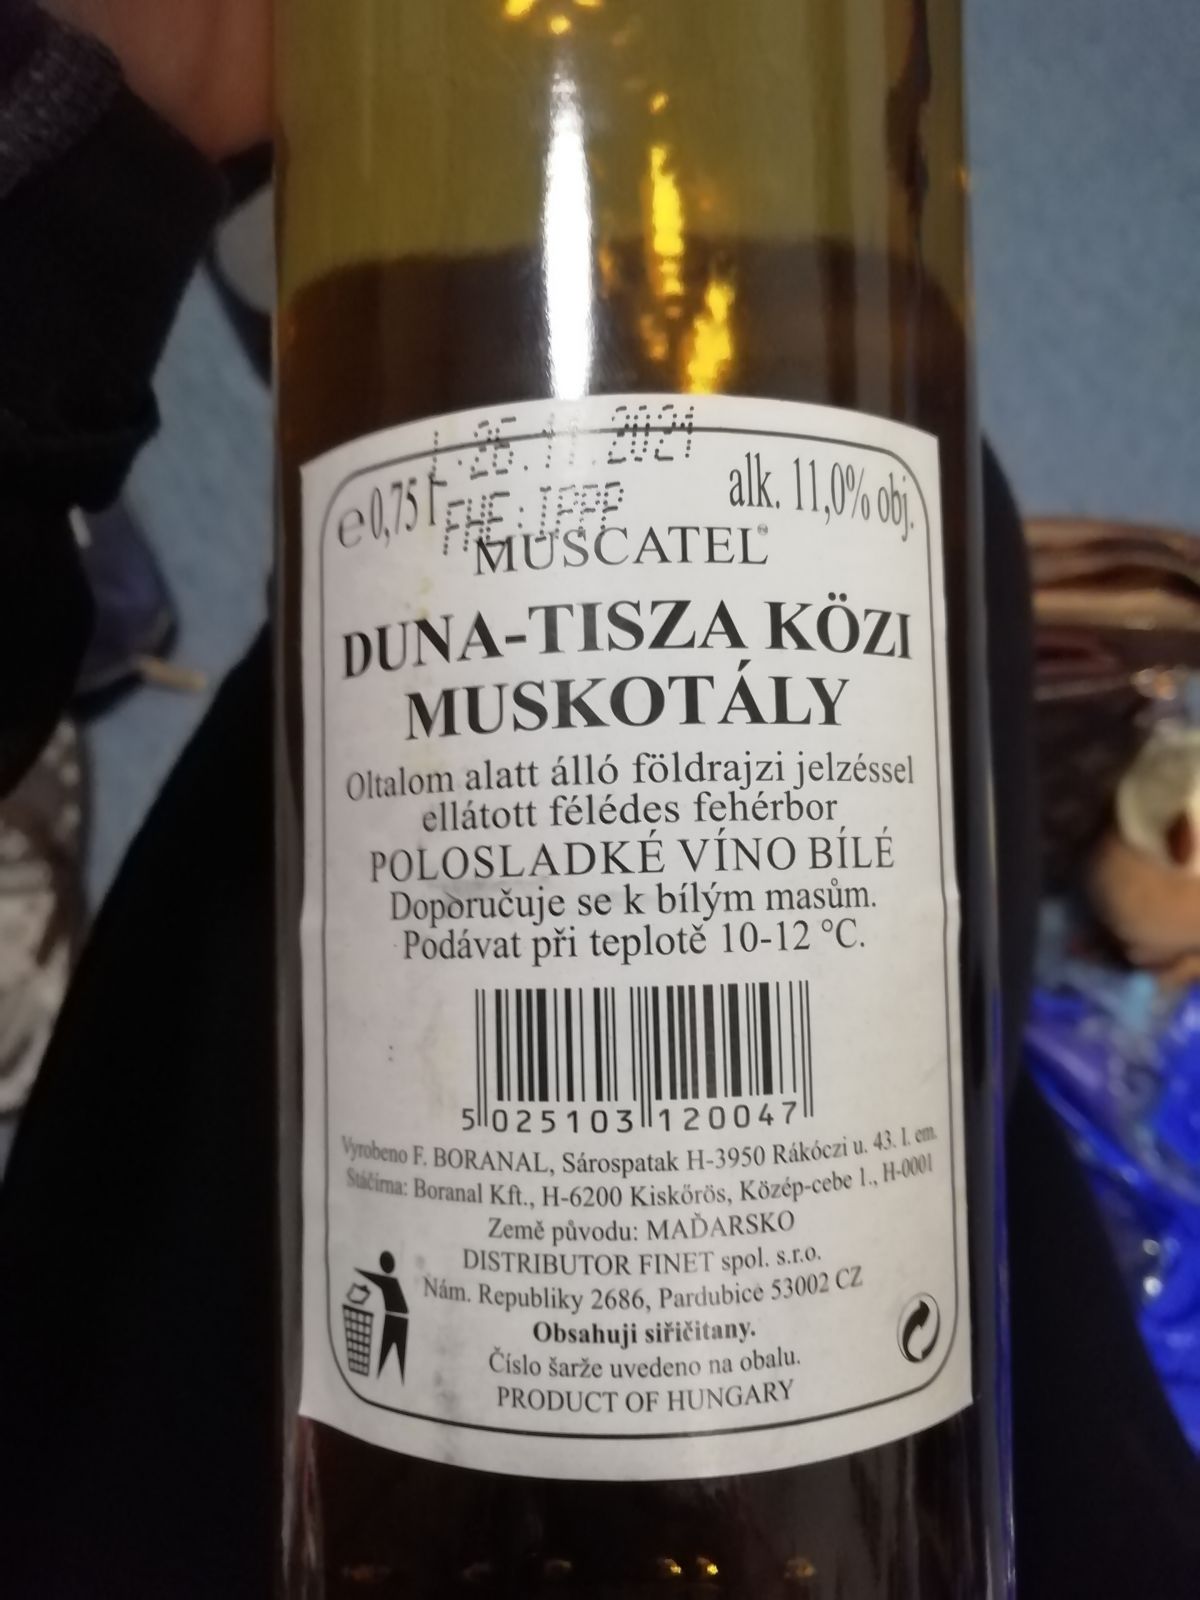 L.26.11.2021
e 0,75 l
alk. 11,0% obj.
MUSCATEL™
DUNA-TISZA KÖZI
MUSKOTÁLY
Oltalom alatt álló földrajzi jelzéssel
ellátott félédes fehérbor
POLOSLADKÉ VÍNO BÍLÉ
Doporučuje se k bílým masům.
Podávat při teplotě 10-12 °C.
5 025103 120047
Vyrobeno F. BORANAL, Sárospatak H-3950 Rákóczi u. 43. I. em.
Stáčírna: Boranal Kft., H-6200 Kiskőrös, Közép-cebe 1., H-0001
Země původu: MAĎARSKO
DISTRIBUTOR FINET spol. s.r.o.
Nám. Republiky 2686, Pardubice 53002 CZ
Obsahuji siřičitany.
Číslo šarže uvedeno na obalu.
PRODUCT OF HUNGARY